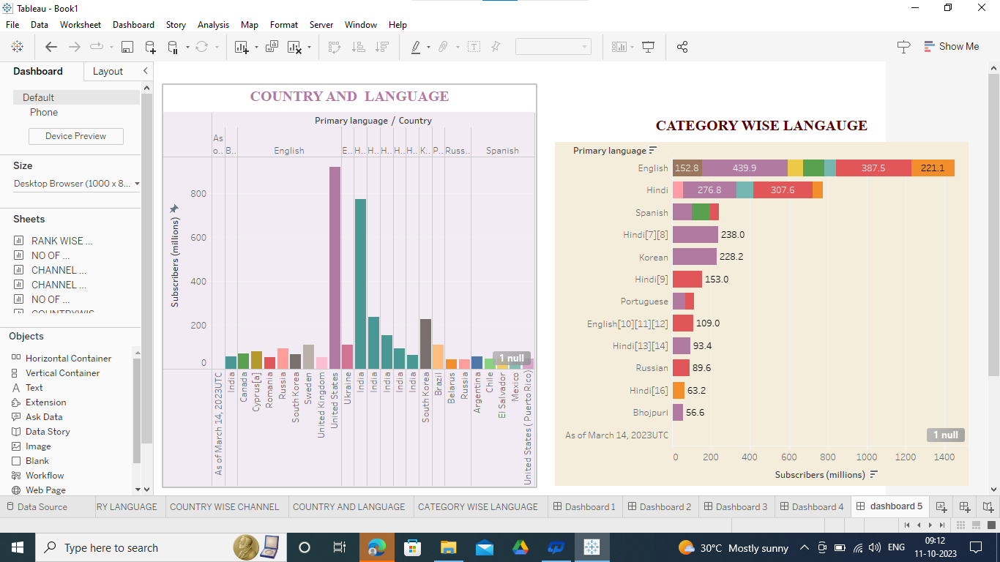 Tableau - Book1
File Data Worksheet Dashboard Story Analysis Map Format Server Window Help
Show Me
Dashboard Layout
Default
Phone
Device Preview
Size
Desktop Browser (1000 x 8...
Sheets
RANK WISE ...
NO OF ...
CHANNEL ...
CHANNEL ...
NO OF ...
COUNTRYWIS
Objects
Horizontal Container
Vertical Container
Text
Extension
Ask Data
Data Story
Image
Blank
Workflow
Web Page
COUNTRY AND LANGUAGE
Primary language / Country
As
o.. B.. English E.. H.. H.. H.. H.. H.. K.. P.. Russ.. Spanish
Subscribers (millions)
800
600
400
200
0
1 null
As of March 14, 2023UTC
India
Canada
Cyprus[a]
Romania
Russia
South Korea
Sweden
United Kingdom
United States
Ukraine
India
India
India
India
India
South Korea
Brazil
Belarus
Russia
Argentina
Chile
El Salvador
Mexico
United States ( Puerto Rico)
CATEGORY WISE LANGAUGE
Primary language
English 152.8 439.9 387.5 221.1
Hindi 276.8 307.6
Spanish
Hindi[7][8] 238.0
Korean 228.2
Hindi[9] 153.0
Portuguese
English[10][11][12] 109.0
Hindi[13][14] 93.4
Russian 89.6
Hindi[16] 63.2
Bhojpuri 56.6
As of March 14, 2023UTC 1 null
0 200 400 600 800 1000 1200 1400
Subscribers (millions)
Data Source RY LANGUAGE COUNTRY WISE CHANNEL COUNTRY AND LANGUAGE CATEGORY WISE LANGUAGE Dashboard 1 Dashboard 2 Dashboard 3 Dashboard 4 dashboard 5
Type here to search
30°C Mostly sunny
ENG
09:12
11-10-2023